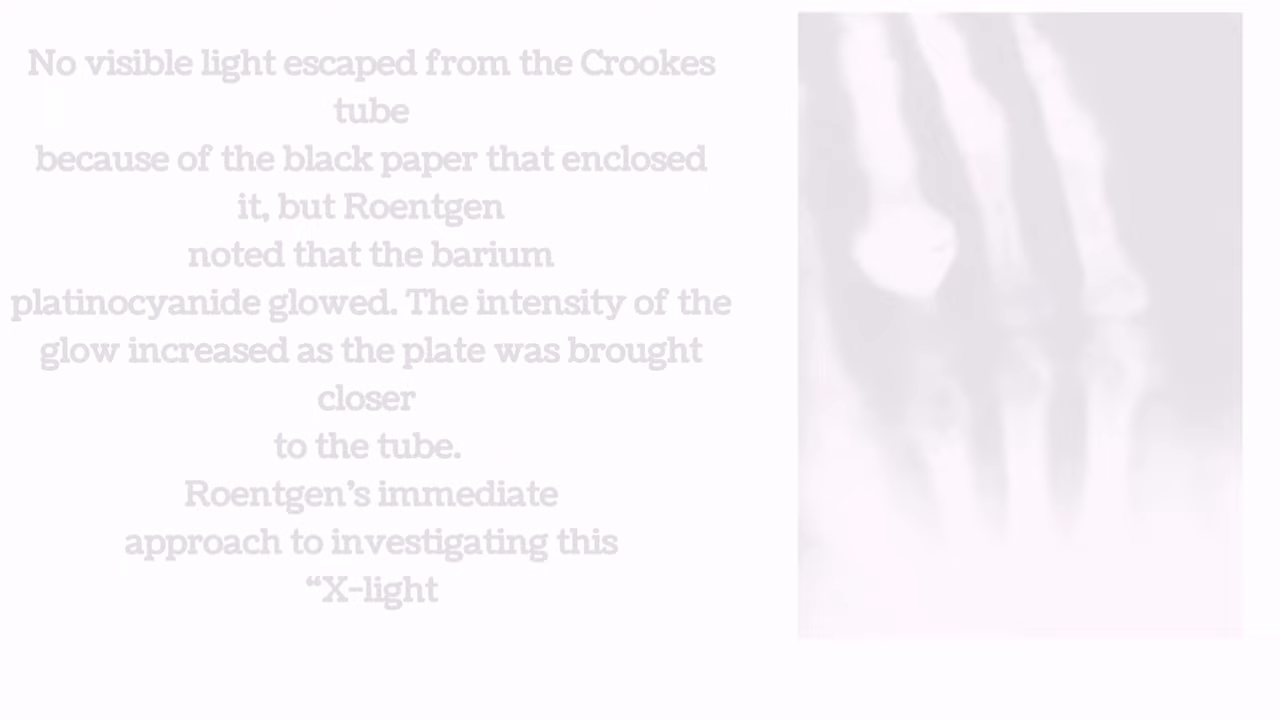 No visible light escaped from the Crookes
tube
because of the black paper that enclosed
it, but Roentgen
noted that the barium
platinocyanide glowed. The intensity of the
glow increased as the plate was brought
closer
to the tube.
Roentgen’s immediate
approach to investigating this
“X-light